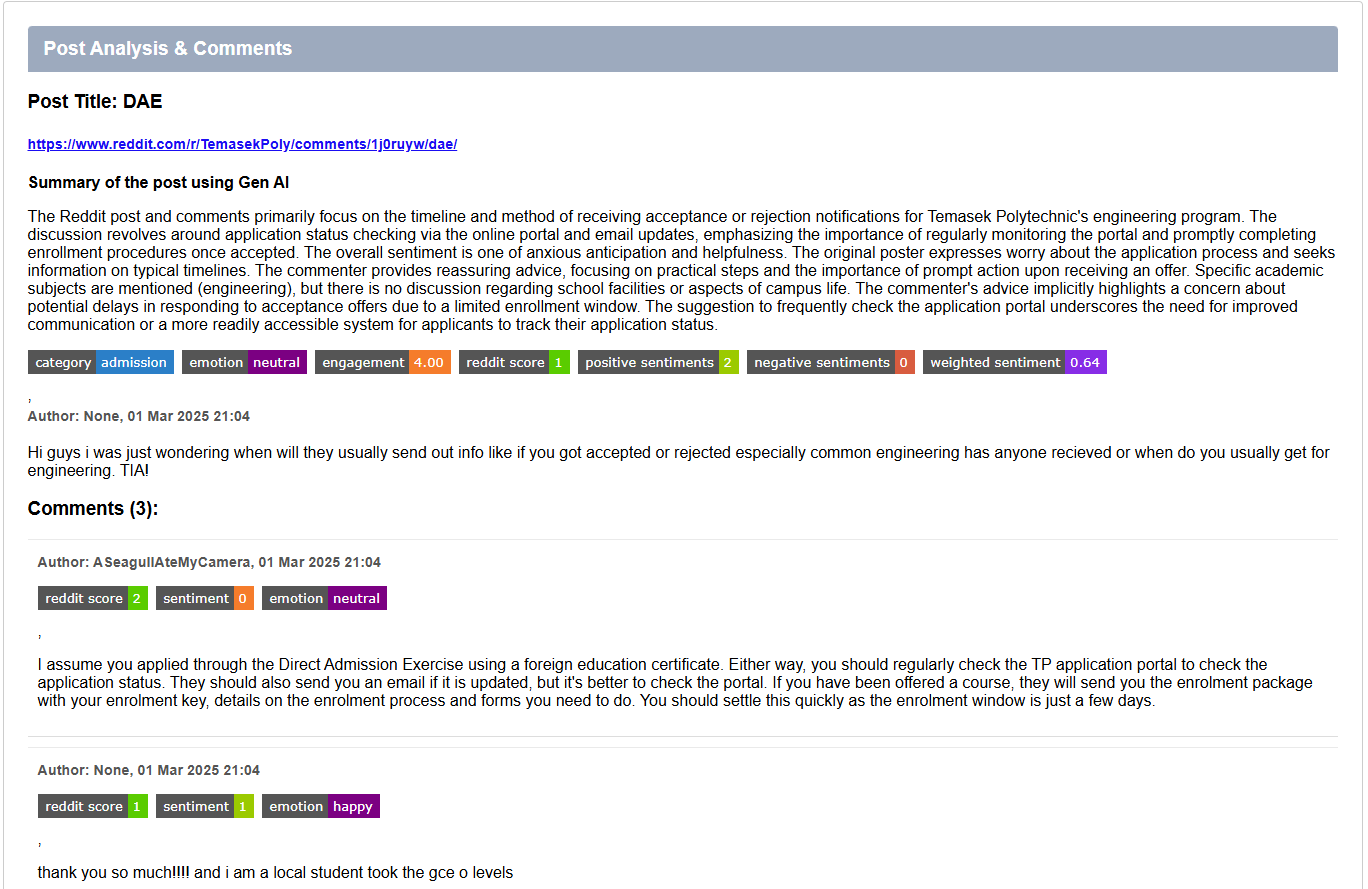 Post Analysis & Comments
Post Title: DAE
https://www.reddit.com/r/TemasekPoly/comments/1j0ruyw/dae/
Summary of the post using Gen AI
The Reddit post and comments primarily focus on the timeline and method of receiving acceptance or rejection notifications for Temasek Polytechnic's engineering program. The
discussion revolves around application status checking via the online portal and email updates, emphasizing the importance of regularly monitoring the portal and promptly completing
enrollment procedures once accepted. The overall sentiment is one of anxious anticipation and helpfulness. The original poster expresses worry about the application process and seeks
information on typical timelines. The commenter provides reassuring advice, focusing on practical steps and the importance of prompt action upon receiving an offer. Specific academic
subjects are mentioned (engineering), but there is no discussion regarding school facilities or aspects of campus life. The commenter's advice implicitly highlights a concern about
potential delays in responding to acceptance offers due to a limited enrollment window. The suggestion to frequently check the application portal underscores the need for improved
communication or a more readily accessible system for applicants to track their application status.
category admission emotion neutral engagement 4.00 reddit score 1 positive sentiments 2 negative sentiments 0 weighted sentiment 0.64
,
Author: None, 01 Mar 2025 21:04
Hi guys i was just wondering when will they usually send out info like if you got accepted or rejected especially common engineering has anyone recieved or when do you usually get for
engineering. TIA!
Comments (3):
Author: ASeagullAteMyCamera, 01 Mar 2025 21:04
reddit score 2 sentiment 0 emotion neutral
,
I assume you applied through the Direct Admission Exercise using a foreign education certificate. Either way, you should regularly check the TP application portal to check the
application status. They should also send you an email if it is updated, but it's better to check the portal. If you have been offered a course, they will send you the enrolment package
with your enrolment key, details on the enrolment process and forms you need to do. You should settle this quickly as the enrolment window is just a few days.
Author: None, 01 Mar 2025 21:04
reddit score 1 sentiment 1 emotion happy
,
thank you so much!!!! and i am a local student took the gce o levels